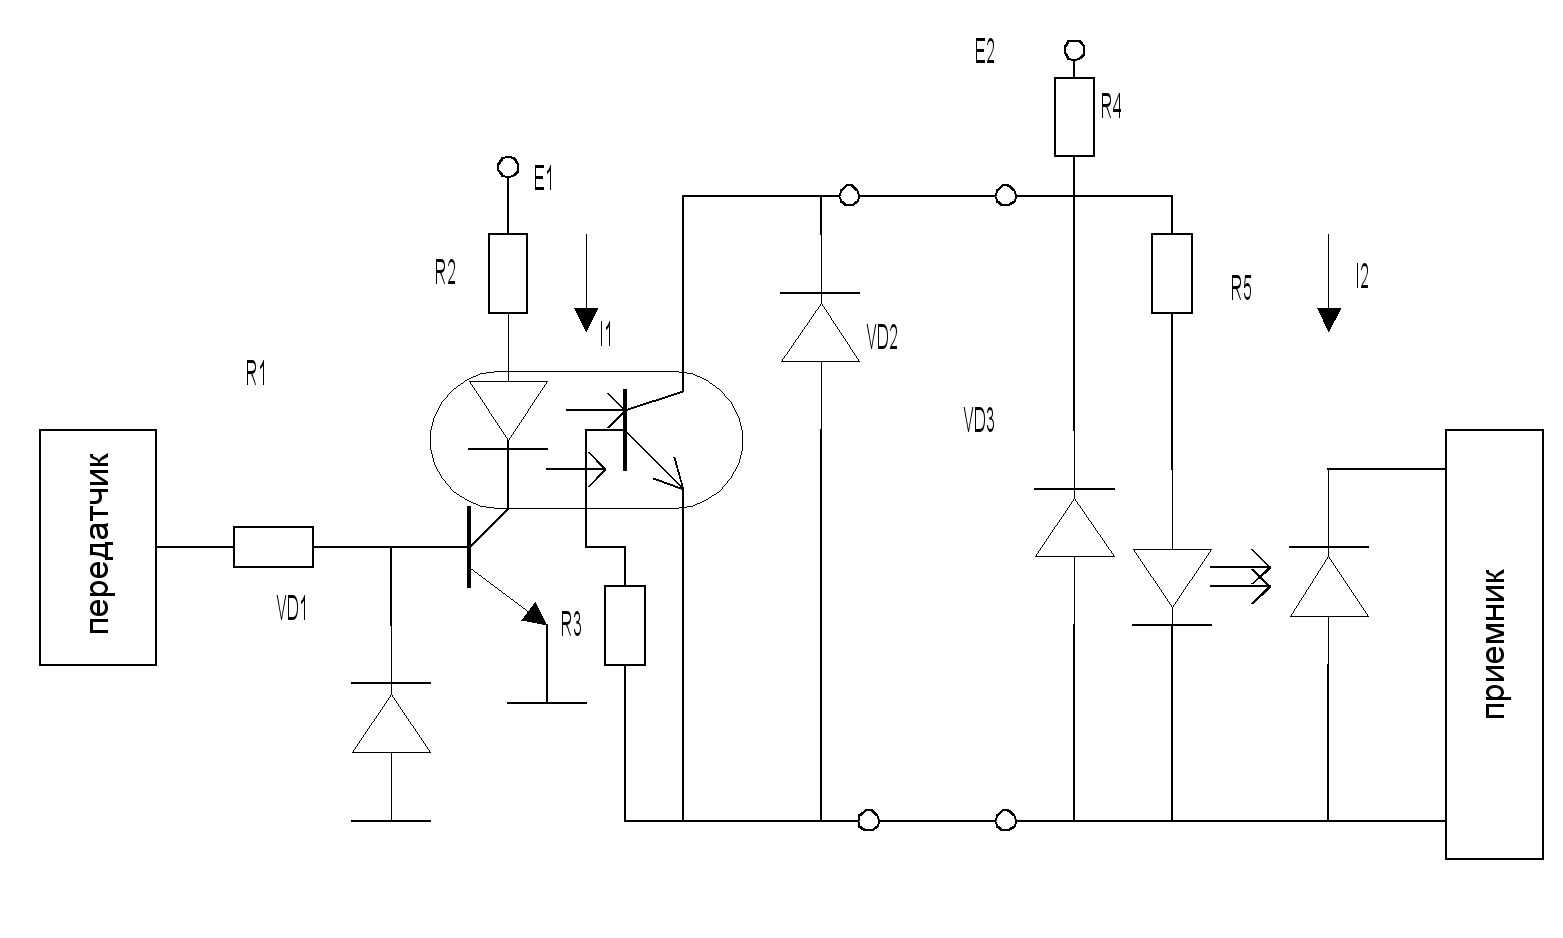 E2
R4
E1
R2
R5
I2
I1
VD2
R1
VD3
передатчик
VD1
R3
приемник